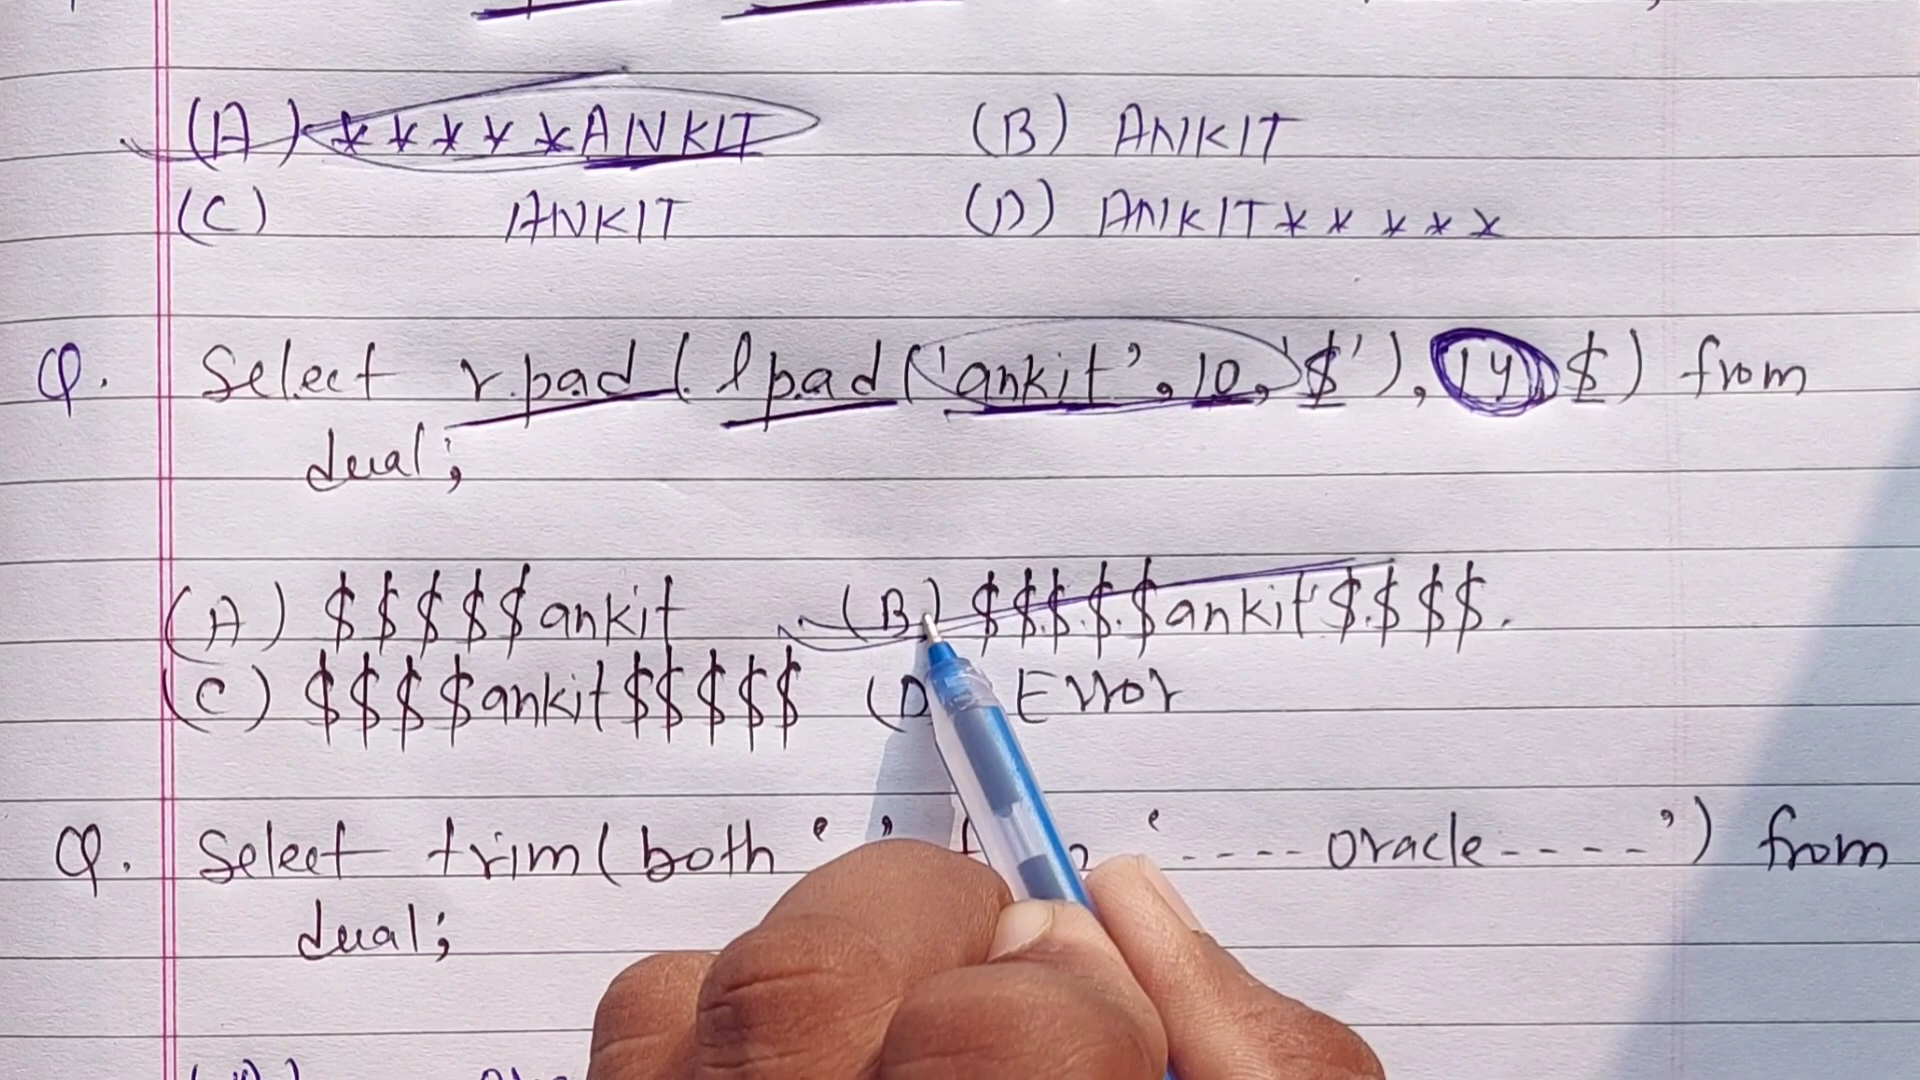 (A) *****ANKIT (B) ANKIT
(C) ANKIT (D) ANKIT*****
Q. Select rpad(lpad('ankit',10,'$'),14,$) from
dual;
(A) $$$$$ankit (B) $$$$$ankit$$$$.
(C) $$$$ankit$$$$$ (D) Error
Q. Select trim(both ' ' '----oracle----') from
dual;